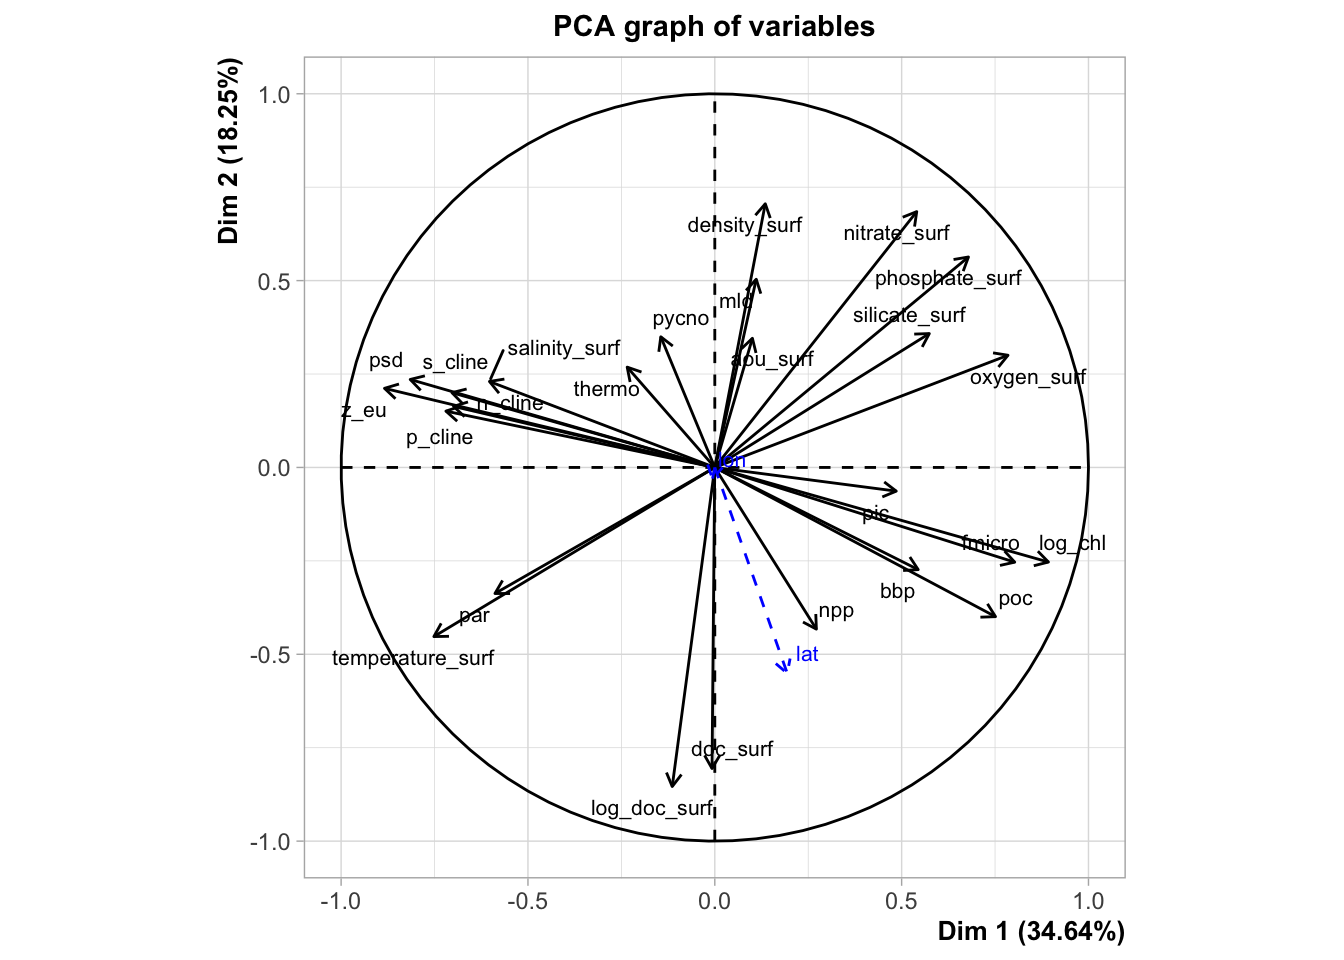 PCA graph of variables
Dim 2 (18.25%)
1.0
0.5
0.0
-0.5
-1.0
density_surf
nitrate_surf
phosphate_surf
mld
silicate_surf
pycno
salinity_surf
aou_surf
psd
s_cline
oxygen_surf
thermo
n_cline
z_eu
p_cline
lon
pic
fmicro
log_chl
bbp
poc
npp
par
lat
temperature_surf
doc_surf
log_doc_surf
-1.0
-0.5
0.0
0.5
1.0
Dim 1 (34.64%)